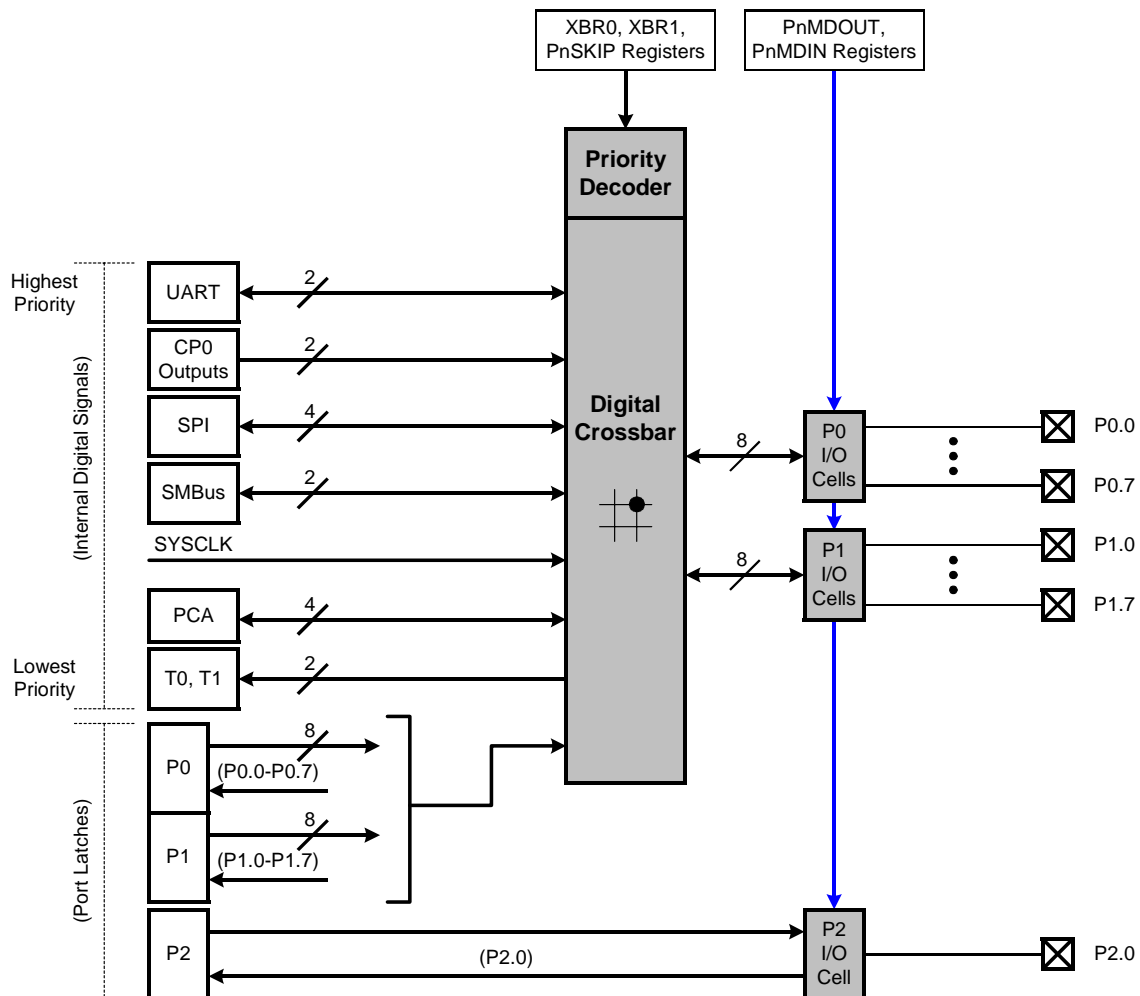 XBR0, XBR1,
PnSKIP Registers
PnMDOUT,
PnMDIN Registers
Priority
Decoder
Highest
Priority
UART
2
CP0
Outputs
2
(Internal Digital Signals)
SPI
4
Digital
Crossbar
P0
I/O
Cells
8
P0.0
P0.7
SMBus
2
SYSCLK
P1
I/O
Cells
8
P1.0
P1.7
PCA
4
Lowest
Priority
T0, T1
2
P0
8
(P0.0-P0.7)
(Port Latches)
P1
8
(P1.0-P1.7)
P2
(P2.0)
P2
I/O
Cell
P2.0